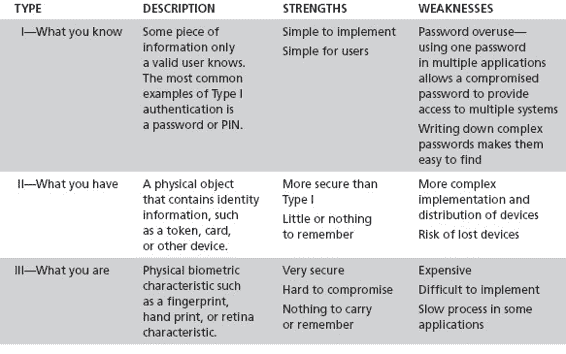 TYPE DESCRIPTION STRENGTHS WEAKNESSES
I—What you know
Some piece of
information only
a valid user knows.
The most common
examples of Type I
authentication is
a password or PIN.
Simple to implement
Simple for users
Password overuse—
using one password
in multiple applications
allows a compromised
password to provide
access to multiple systems
Writing down complex
passwords makes them
easy to find
II—What you have
A physical object
that contains identity
information, such
as a token, card,
or other device.
More secure than
Type I
Little or nothing
to remember
More complex
implementation and
distribution of devices
Risk of lost devices
III—What you are
Physical biometric
characteristic such
as a fingerprint,
hand print, or retina
characteristic.
Very secure
Hard to compromise
Nothing to carry
or remember
Expensive
Difficult to implement
Slow process in some
applications